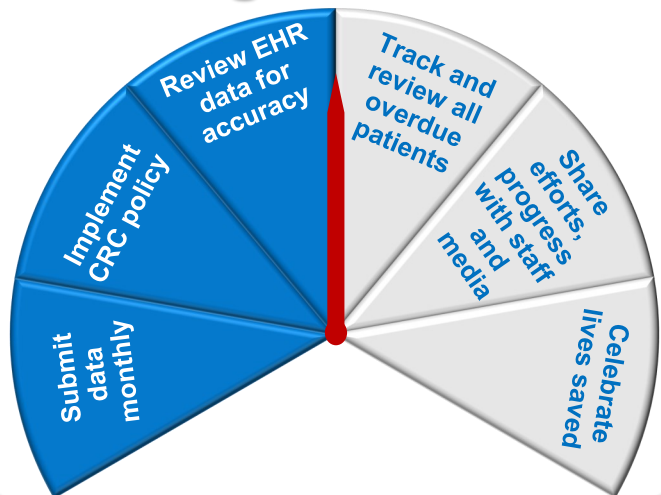 Submit
data
monthly
Implement
CRC policy
Review EHR
data for
accuracy
Track and
review all
overdue
patients
Share
efforts,
progress
with staff
and
media
Celebrate
lives saved